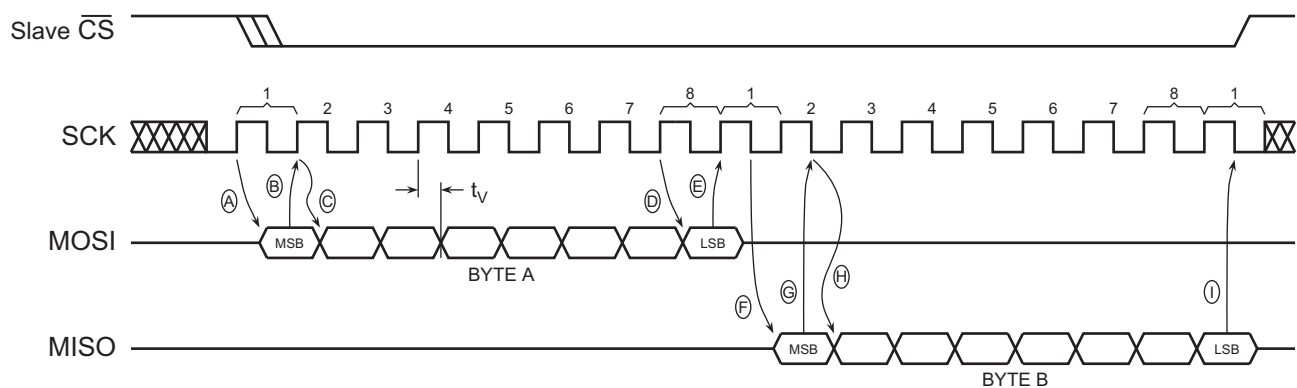 Slave CS
1 8 1 8 1
2 3 4 5 6 7 2 3 4 5 6 7
SCK
B E
A C tV D
MOSI MSB LSB
BYTE A
F G H I
MISO MSB LSB
BYTE B